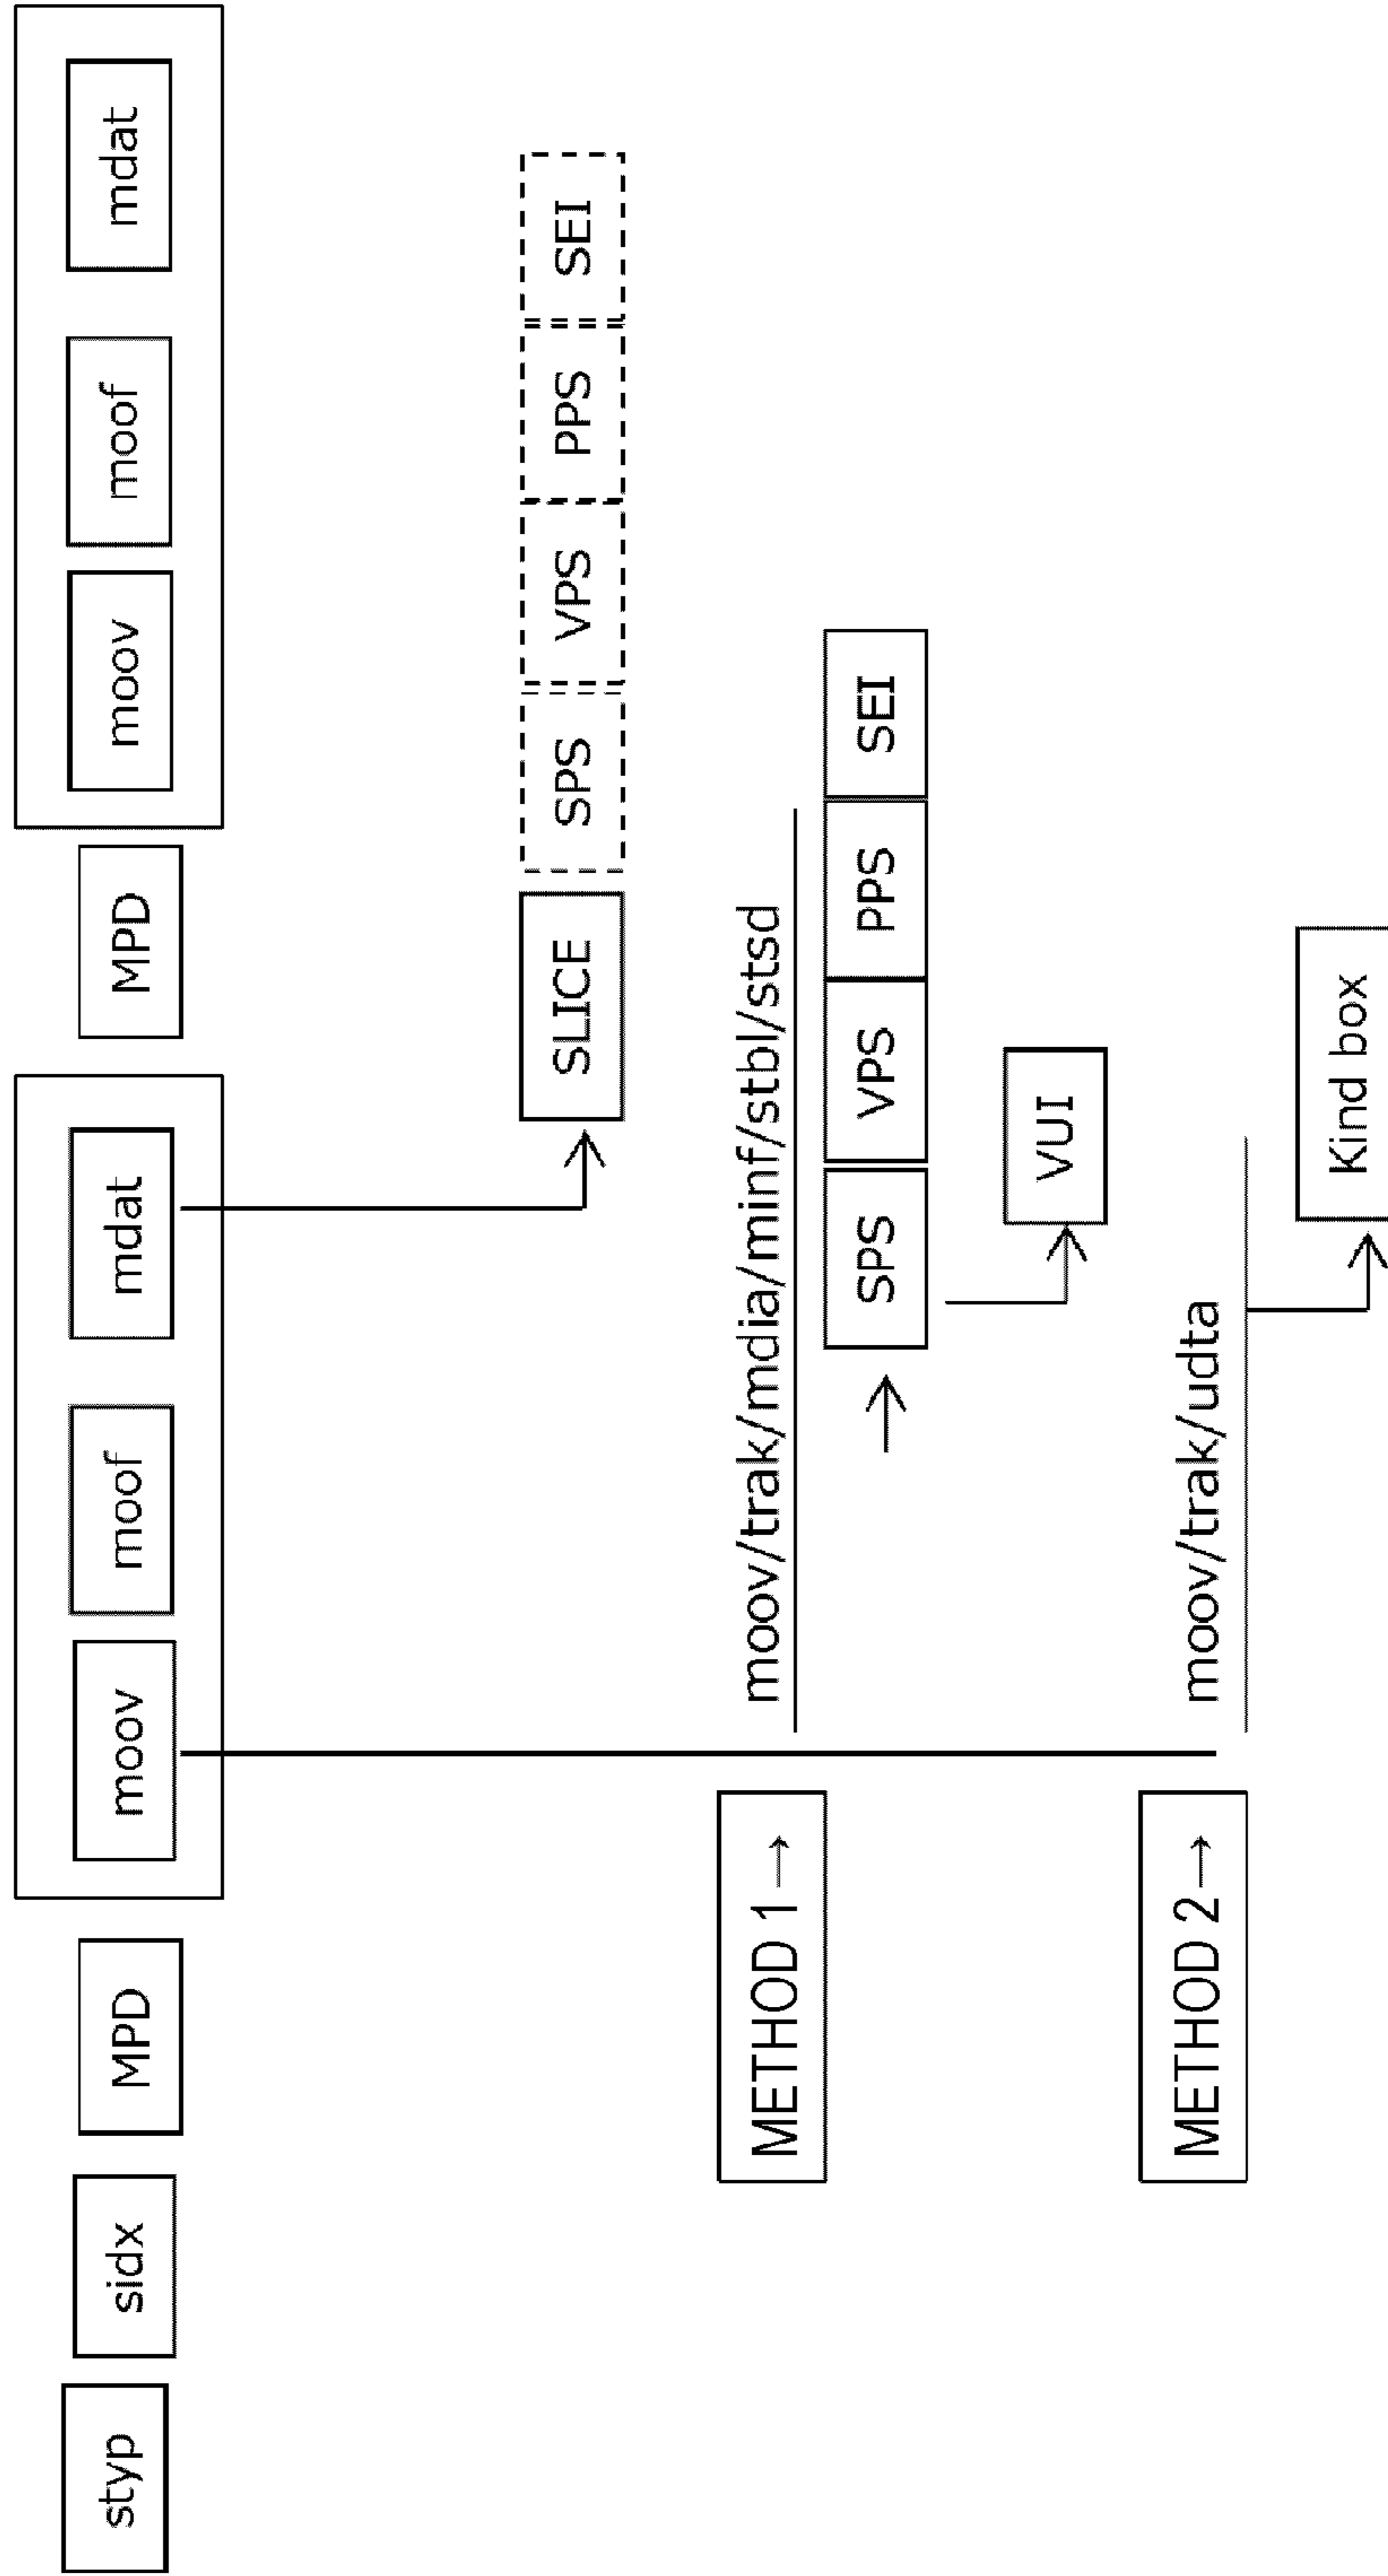 styp sidx MPD moov moof mdat MPD moov moof mdat
SLICE SPS VPS PPS SEI
METHOD 1 → moov/trak/mdia/minf/stbl/stsd
→ SPS VPS PPS SEI
VUI
METHOD 2 → moov/trak/udta
Kind box